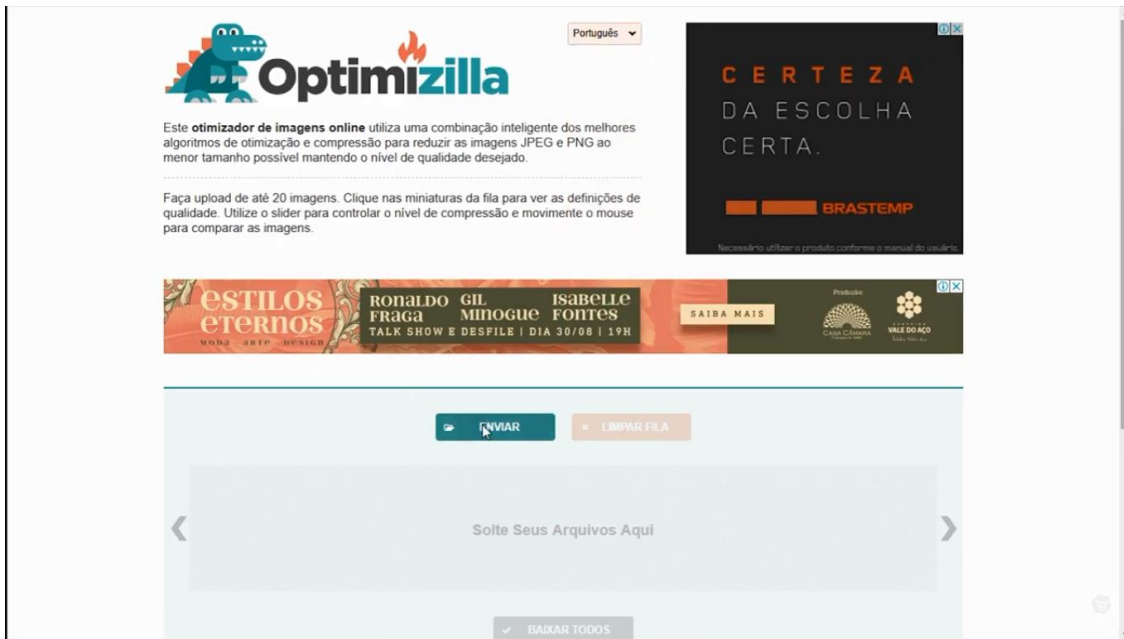 Optimizilla
Português
Este otimizador de imagens online utiliza uma combinação inteligente dos melhores
algoritmos de otimização e compressão para reduzir as imagens JPEG e PNG ao
menor tamanho possível mantendo o nível de qualidade desejado.
Faça upload de até 20 imagens. Clique nas miniaturas da fila para ver as definições de
qualidade. Utilize o slider para controlar o nível de compressão e movimente o mouse
para comparar as imagens.
CERTEZA
DA ESCOLHA
CERTA.
BRASTEMP
Necessário utilizar o produto conforme o manual do usuário.
ESTILOS
ETERNOS
MODA - ARTE - DESIGN
RONALDO FRAGA
GIL MINOGUE
ISABELLE FONTES
TALK SHOW E DESFILE | DIA 30/08 | 19H
SAIBA MAIS
Produção:
CASA CÂMARA
VALE DO AÇO
ENVIAR
LIMPAR FILA
Solte Seus Arquivos Aqui
BAIXAR TODOS